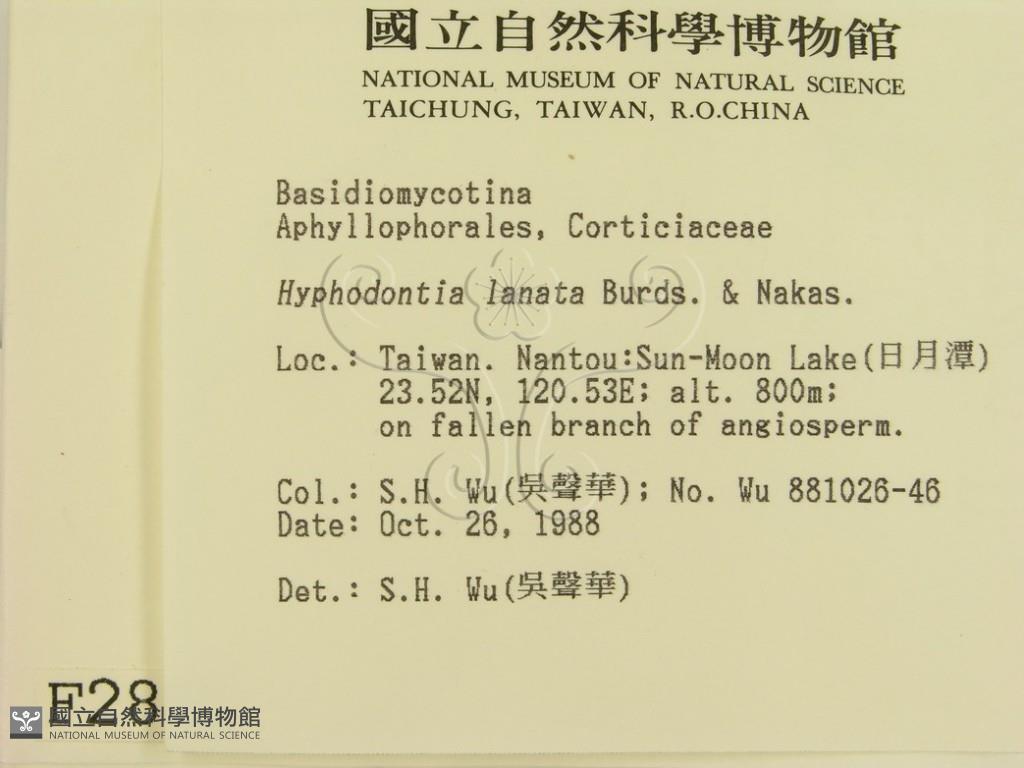 國立自然科學博物館
NATIONAL MUSEUM OF NATURAL SCIENCE
TAICHUNG, TAIWAN, R.O.CHINA
Basidiomycotina
Aphyllophorales, Corticiaceae
Hyphodontia lanata Burds. & Nakas.
Loc.: Taiwan. Nantou:Sun-Moon Lake(日月潭)
23.52N, 120.53E; alt. 800m;
on fallen branch of angiosperm.
Col.: S.H. Wu(吳聲華); No. Wu 881026-46
Date: Oct. 26, 1988
Det.: S.H. Wu(吳聲華)
F28
國立自然科學博物館
NATIONAL MUSEUM OF NATURAL SCIENCE